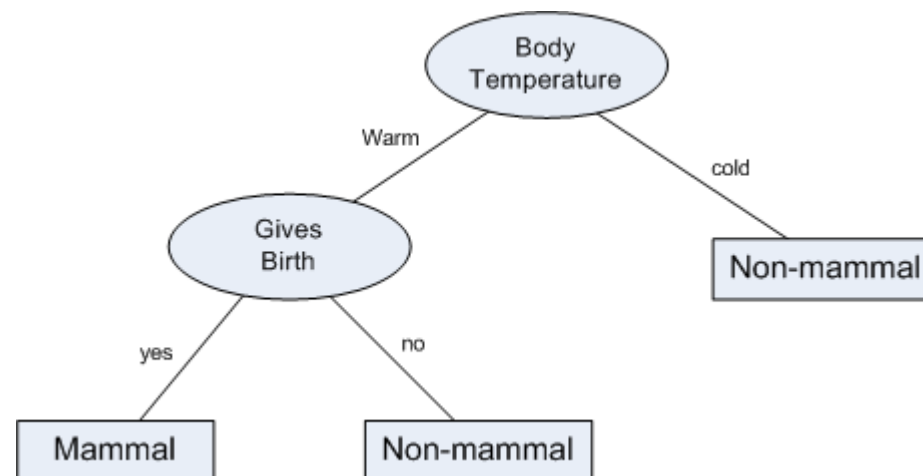 Body
Temperature
Warm
cold
Gives
Birth
Non-mammal
yes
no
Mammal
Non-mammal